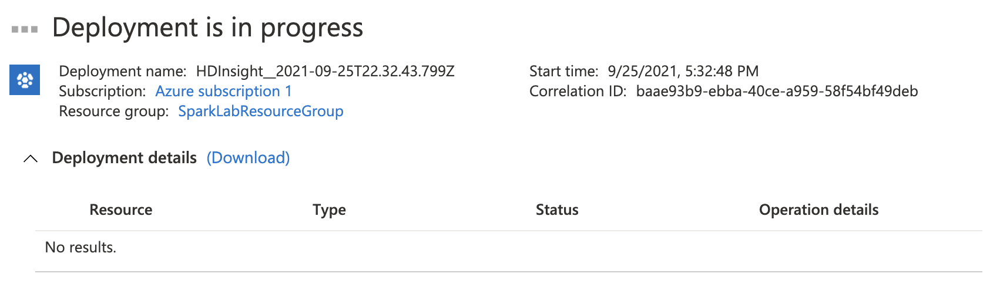 Deployment is in progress
Deployment name: HDInsight__2021-09-25T22.32.43.799Z
Subscription: Azure subscription 1
Resource group: SparkLabResourceGroup
Start time: 9/25/2021, 5:32:48 PM
Correlation ID: baae93b9-ebba-40ce-a959-58f54bf49deb
Deployment details (Download)
Resource Type Status Operation details
No results.